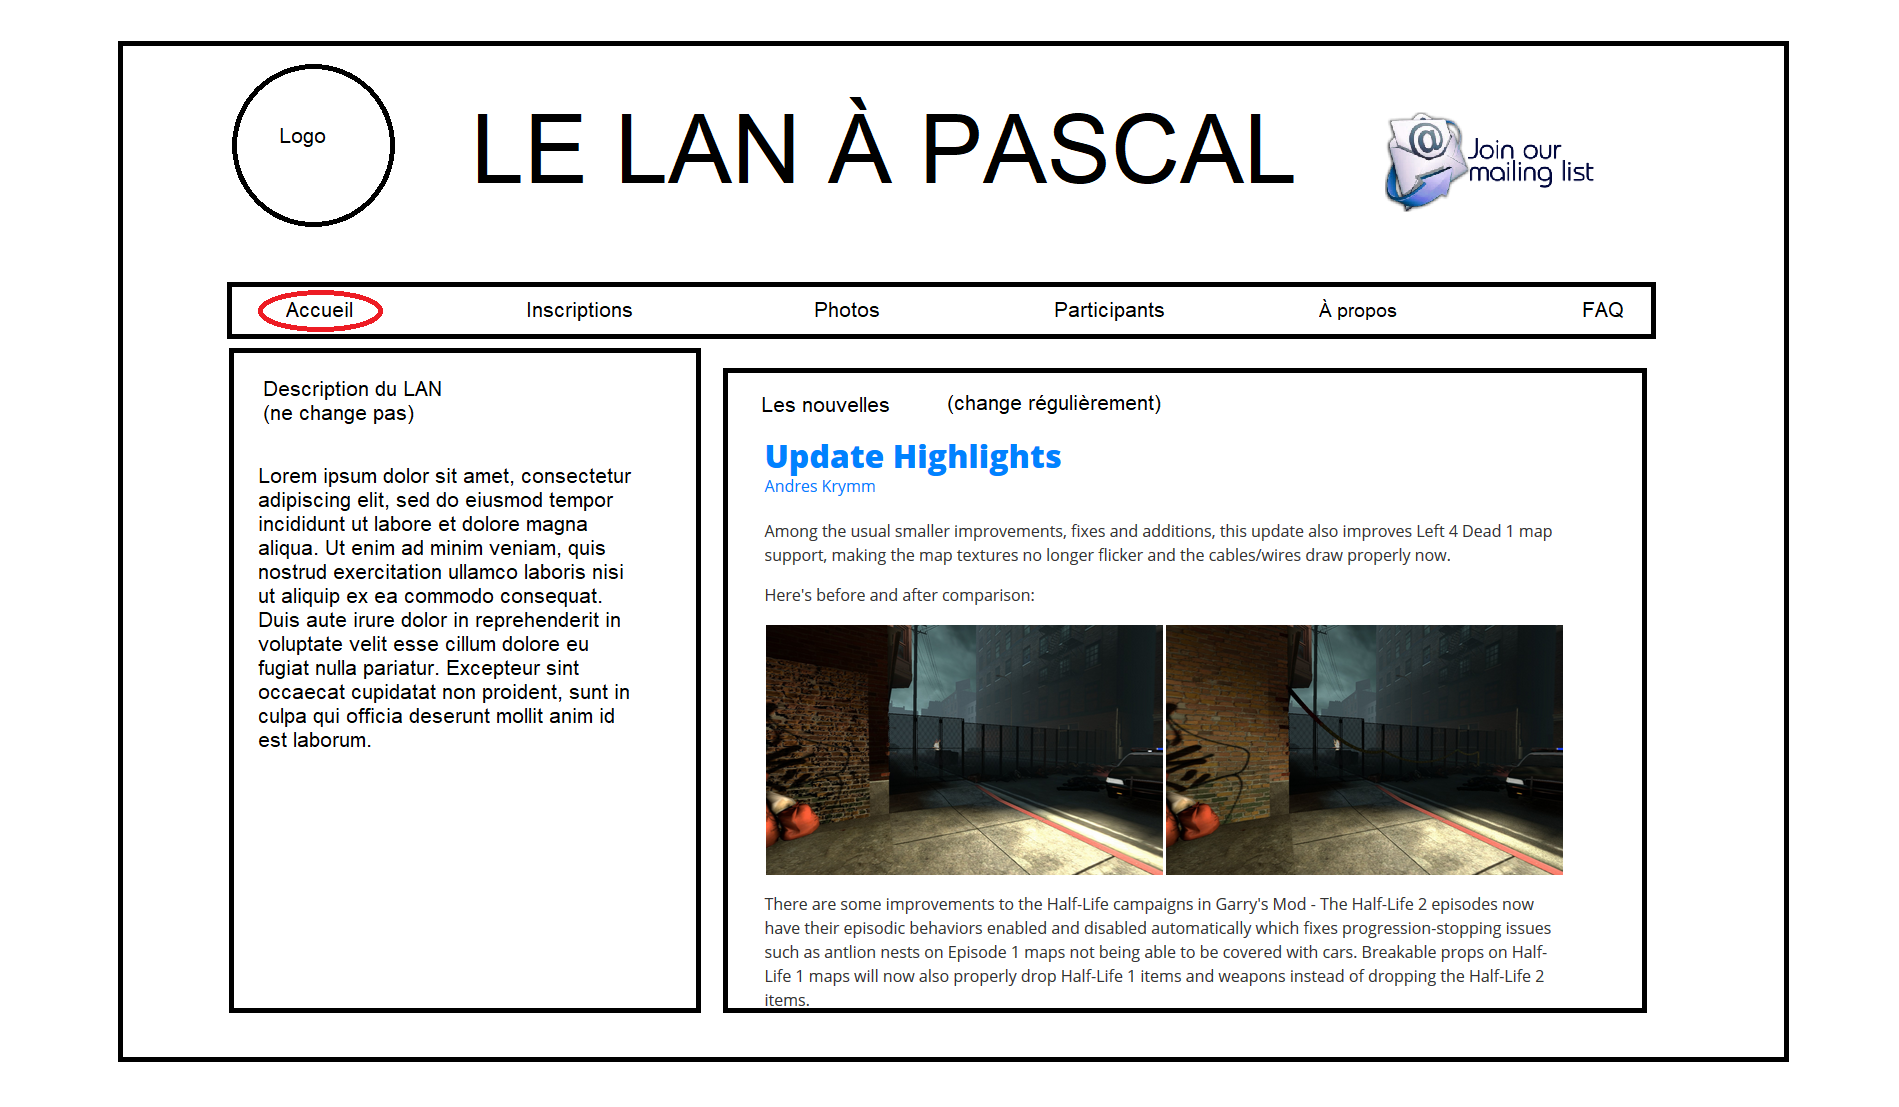 Logo
LE LAN À PASCAL
@
Join our
mailing list
Accueil
Inscriptions
Photos
Participants
À propos
FAQ
Description du LAN
(ne change pas)
Lorem ipsum dolor sit amet, consectetur
adipiscing elit, sed do eiusmod tempor
incididunt ut labore et dolore magna
aliqua. Ut enim ad minim veniam, quis
nostrud exercitation ullamco laboris nisi
ut aliquip ex ea commodo consequat.
Duis aute irure dolor in reprehenderit in
voluptate velit esse cillum dolore eu
fugiat nulla pariatur. Excepteur sint
occaecat cupidatat non proident, sunt in
culpa qui officia deserunt mollit anim id
est laborum.
Les nouvelles (change régulièrement)
Update Highlights
Andres Krymm
Among the usual smaller improvements, fixes and additions, this update also improves Left 4 Dead 1 map
support, making the map textures no longer flicker and the cables/wires draw properly now.
Here's before and after comparison:
There are some improvements to the Half-Life campaigns in Garry's Mod - The Half-Life 2 episodes now
have their episodic behaviors enabled and disabled automatically which fixes progression-stopping issues
such as antlion nests on Episode 1 maps not being able to be covered with cars. Breakable props on Half-
Life 1 maps will now also properly drop Half-Life 1 items and weapons instead of dropping the Half-Life 2
items.